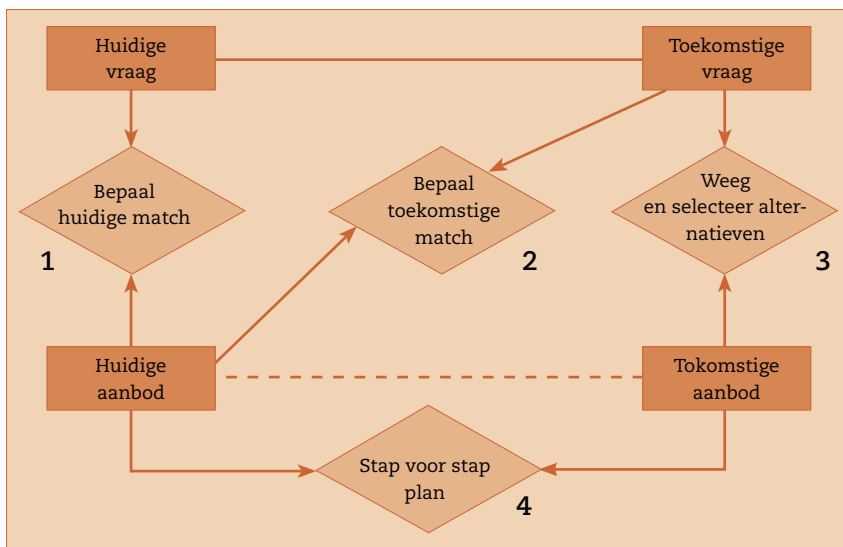 Huidige
vraag
Toekomstige
vraag
Bepaal
huidige match
1
Bepaal
toekomstige
match
2
Weeg
en selecteer alter-
natieven
3
Huidige
aanbod
Tokomstige
aanbod
Stap voor stap
plan
4